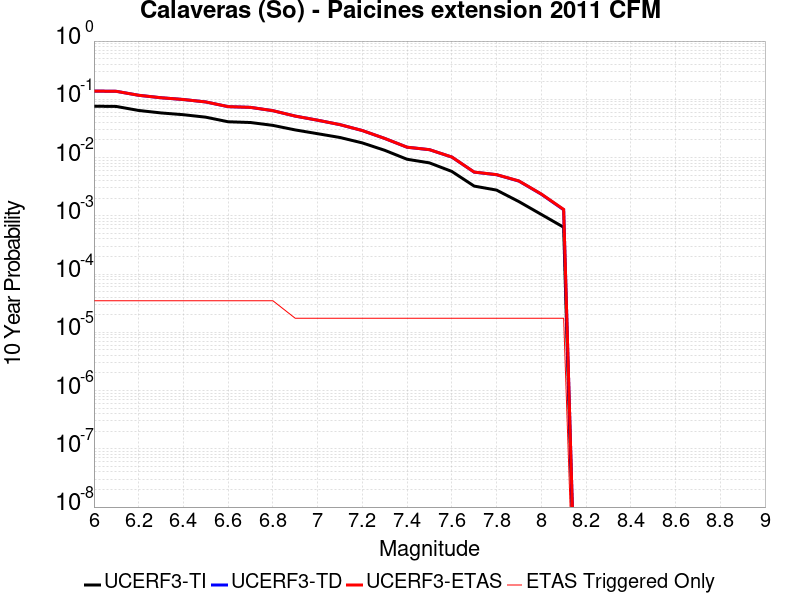 Calaveras (So) - Paicines extension 2011 CFM
10 Year Probability
10^0
10^-1
10^-2
10^-3
10^-4
10^-5
10^-6
10^-7
10^-8
6 6.2 6.4 6.6 6.8 7 7.2 7.4 7.6 7.8 8 8.2 8.4 8.6 8.8 9
Magnitude
UCERF3-TI UCERF3-TD UCERF3-ETAS ETAS Triggered Only